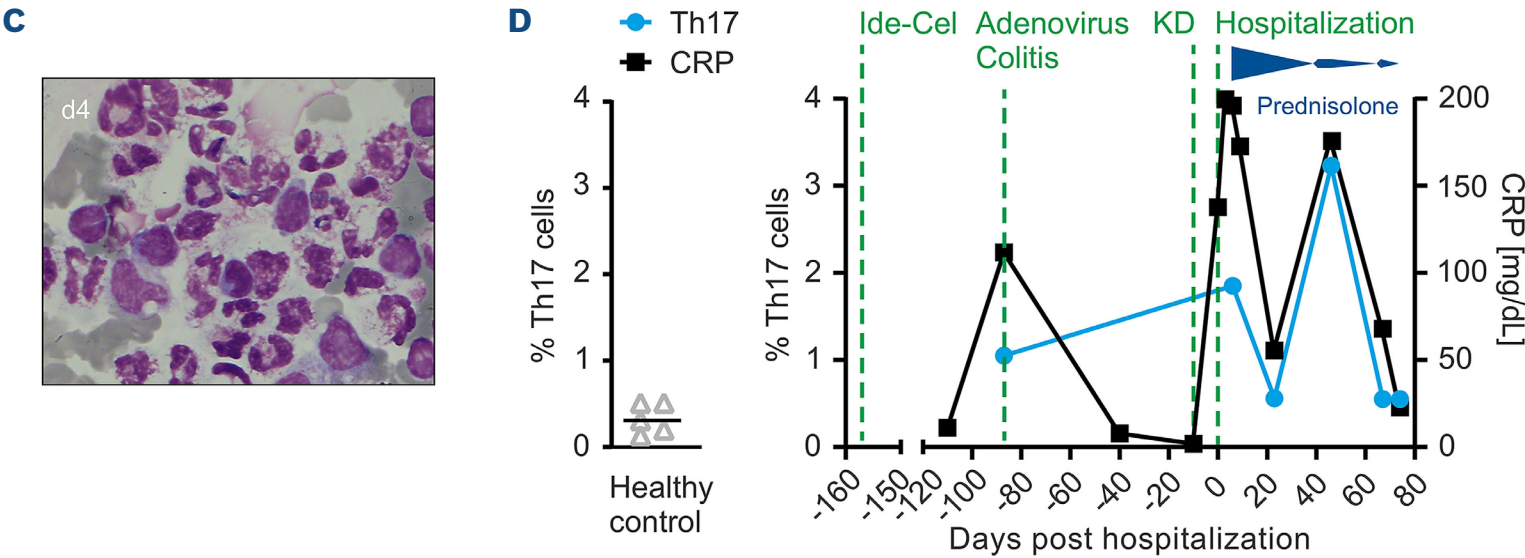 C
d4
D
Th17
CRP
% Th17 cells
4
3
2
1
0
Healthy
control
Ide-Cel
Adenovirus
Colitis
KD
Hospitalization
Prednisolone
% Th17 cells
4
3
2
1
0
200
150
100
50
0
CRP [mg/dL]
-160 -150 -120 -100 -80 -60 -40 -20 0 20 40 60 80
Days post hospitalization